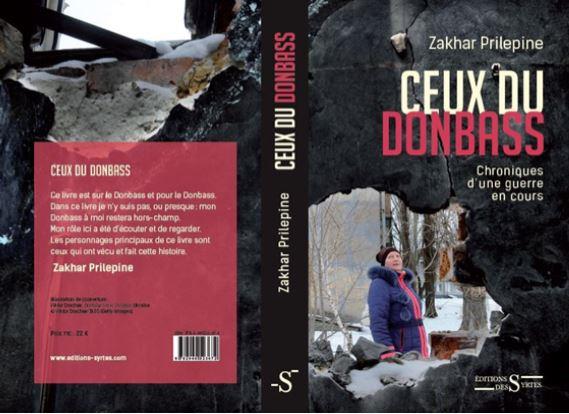 CEUX DU DONBASS
Ce livre est sur le Donbass et pour le Donbass.
Dans ce livre je n'y suis pas, ou presque : mon
Donbass à moi restera hors-champ.
Mon rôle ici a été d'écouter et de regarder.
Les personnages principaux de ce livre sont
ceux qui ont vécu et fait cette histoire.
Zakhar Prilepine
Illustration de couverture :
22 €
www.editions-syrtes.com
Zakhar Prilepine CEUX DU DONBASS
-S-
Zakhar Prilepine
CEUX DU
DONBASS
Chroniques
d'une guerre
en cours
ÉDITIONS
DES SYRTES